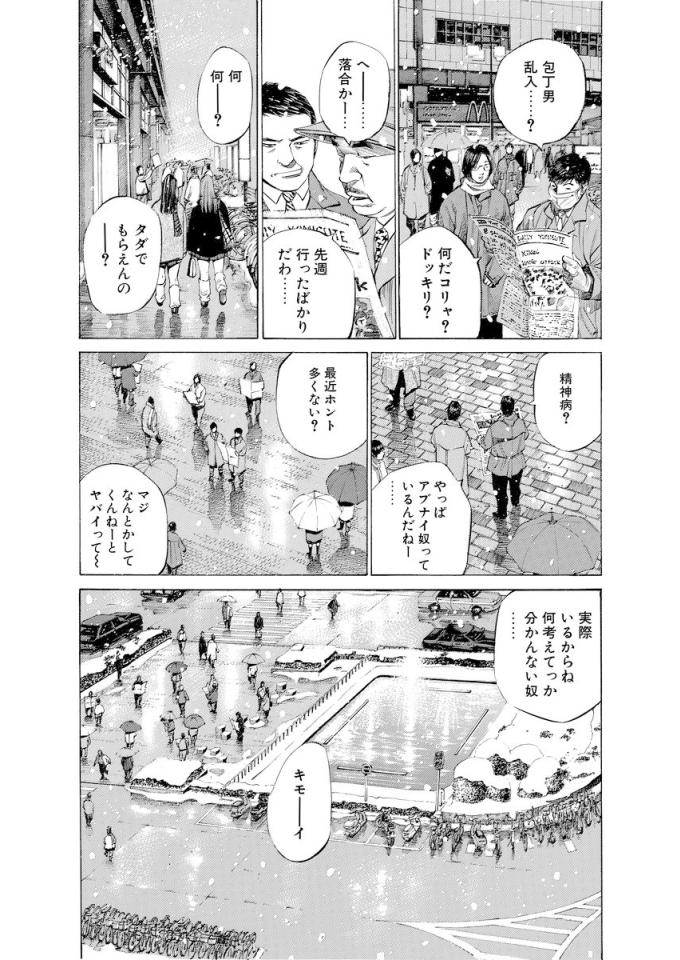 包丁男
乱入……？
何だコリャ？
ドッキリ？
DAILY YOMISUTE
へ――……
落合かー…
先週
行ったばかり
だわ……
何
何――？
タダで
もらえんの
――？
精神病？
やっぱ
アブナイ奴って
いるんだねー
……
最近ホント
多くない？
マジ
なんとかして
くんねーと
ヤバイって〜
実際
いるからね
何考えてっか
分かんない奴
……
キモ――イ